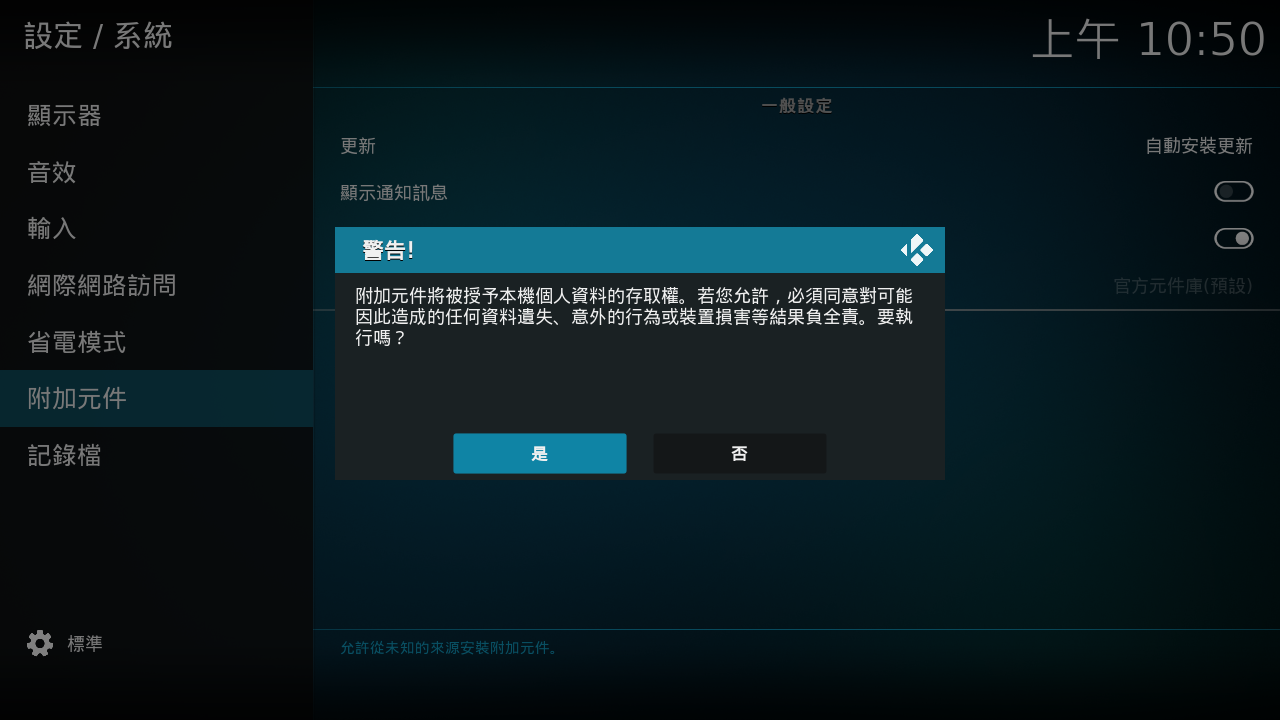 設定 / 系統
上午 10:50
顯示器
音效
輸入
網際網路訪問
省電模式
附加元件
記錄檔
標準
一般設定
更新
自動安裝更新
顯示通知訊息
官方元件庫(預設)
警告!
附加元件將被授予本機個人資料的存取權。若您允許，必須同意對可能
因此造成的任何資料遺失、意外的行為或裝置損害等結果負全責。要執
行嗎？
是
否
允許從未知的來源安裝附加元件。